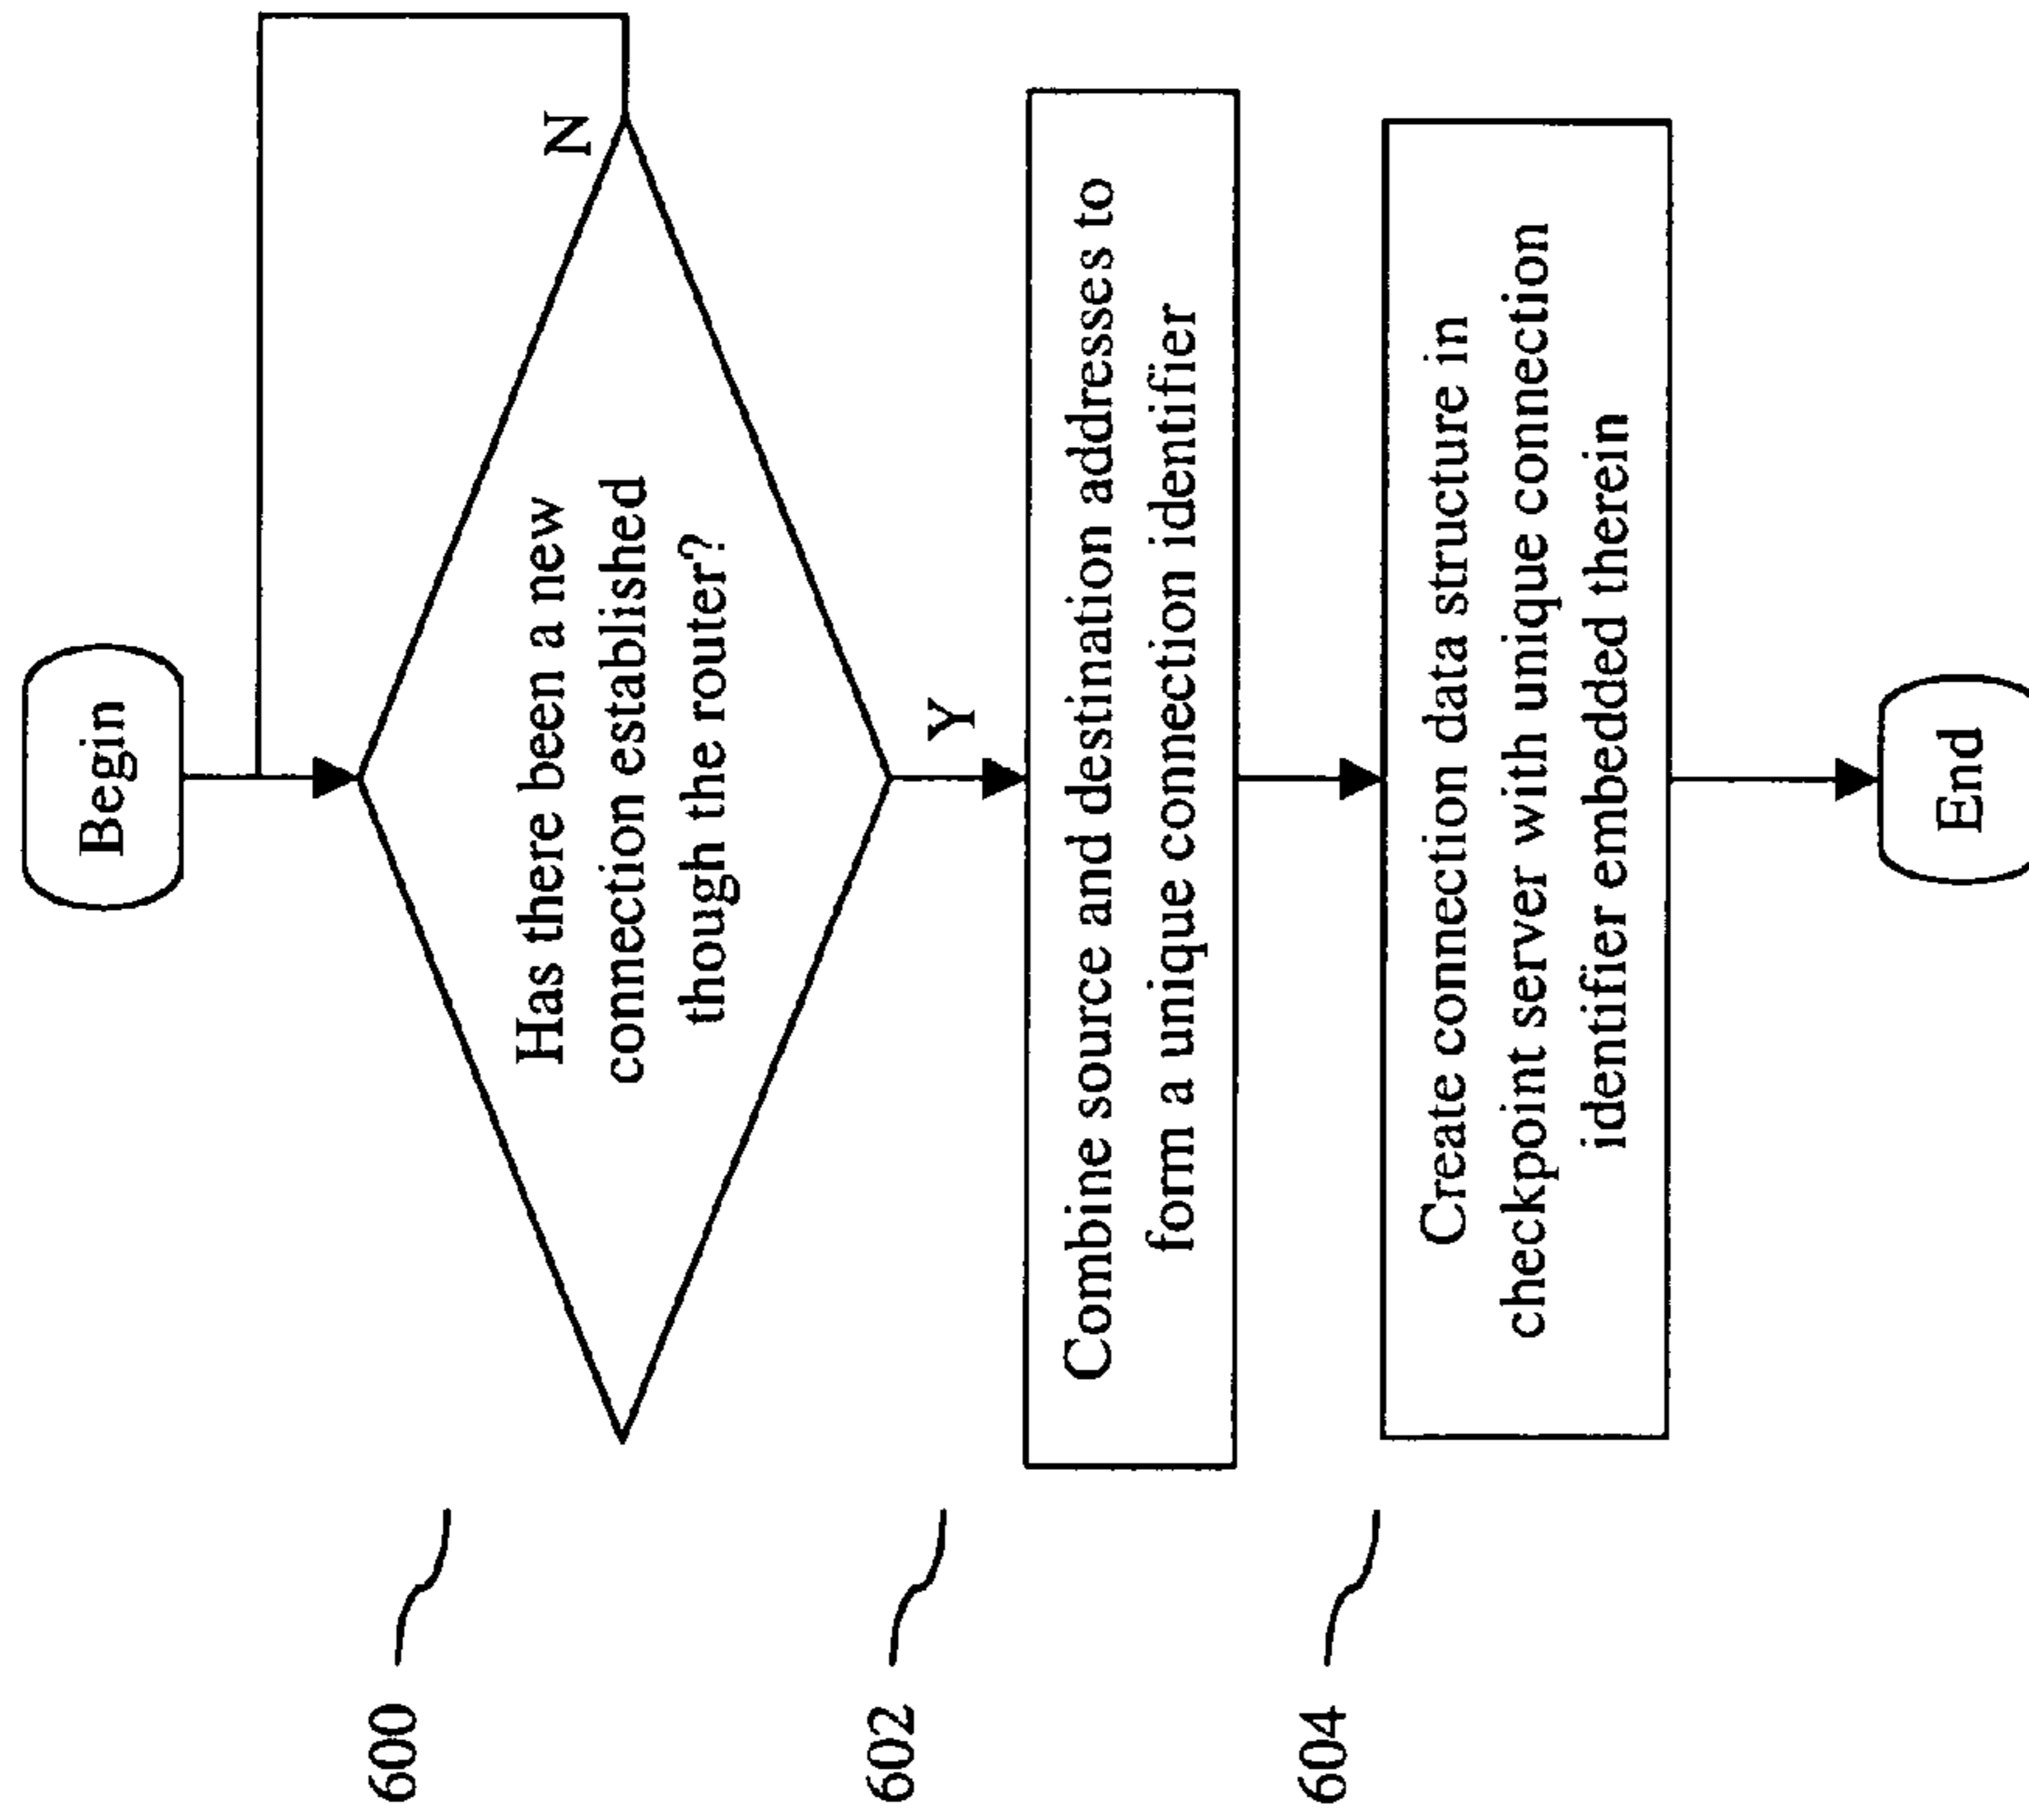 Begin
600
Has there been a new
connection established
though the router?
N
Y
602
Combine source and destination addresses to
form a unique connection identifier
604
Create connection data structure in
checkpoint server with unique connection
identifier embedded therein
End